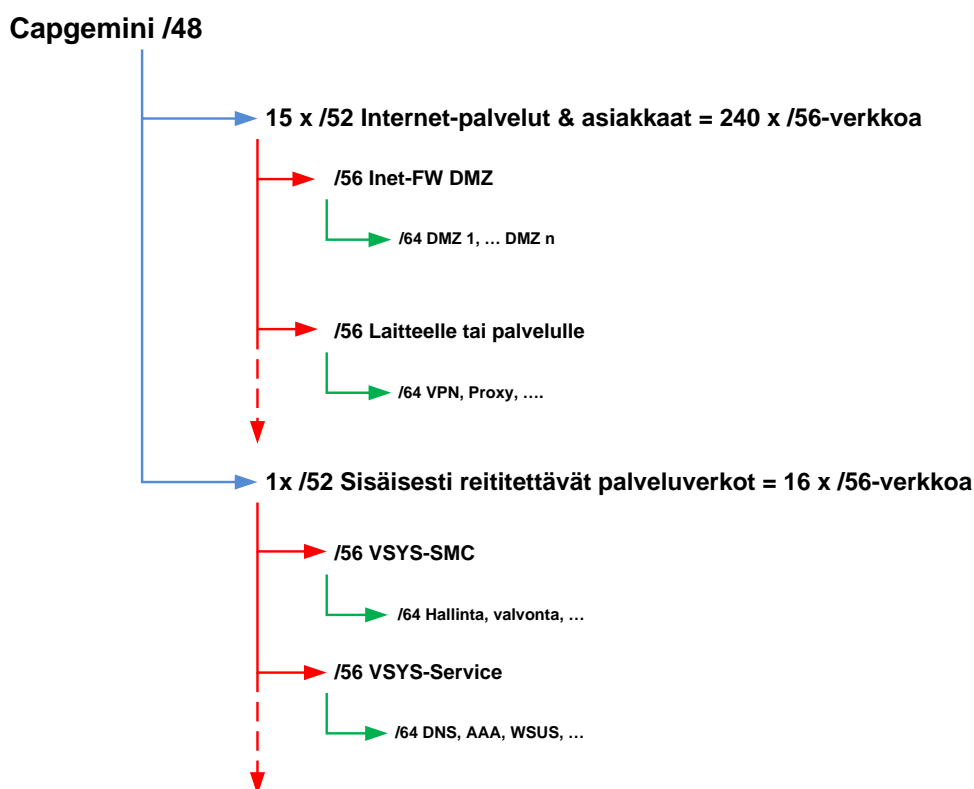 Capgemini /48
15 x /52 Internet-palvelut & asiakkaat = 240 x /56-verkkoa
/56 Inet-FW DMZ
/64 DMZ 1, … DMZ n
/56 Laitteelle tai palvelulle
/64 VPN, Proxy, ….
1x /52 Sisäisesti reititettävät palveluverkot = 16 x /56-verkkoa
/56 VSYS-SMC
/64 Hallinta, valvonta, …
/56 VSYS-Service
/64 DNS, AAA, WSUS, …